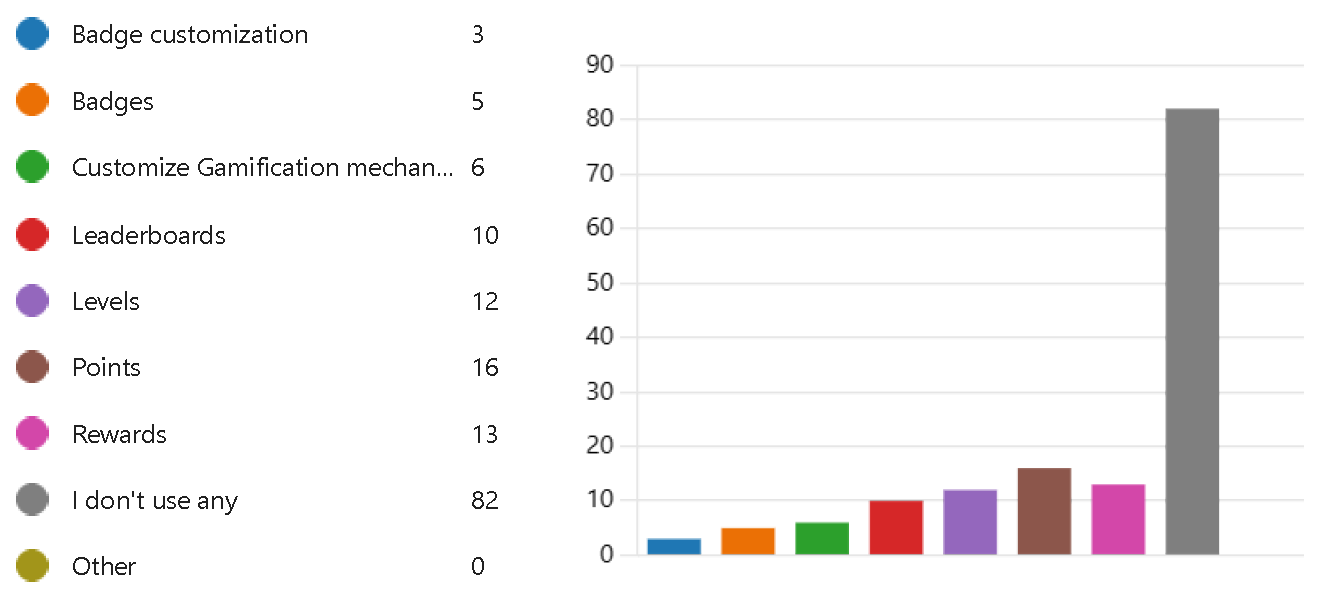 Badge customization 3
Badges 5
Customize Gamification mechan... 6
Leaderboards 10
Levels 12
Points 16
Rewards 13
I don't use any 82
Other 0
90
80
70
60
50
40
30
20
10
0